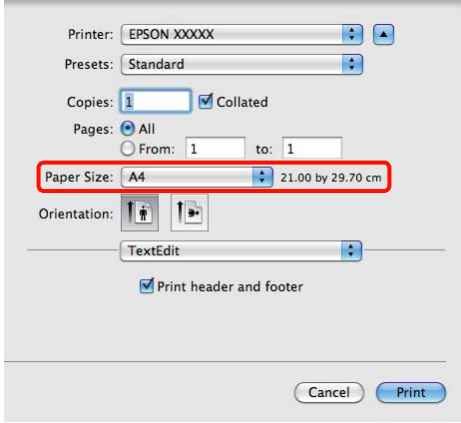 Printer: EPSON XXXXX
Presets: Standard
Copies: 1 Collated
Pages: All
From: 1 to: 1
Paper Size: A4 21.00 by 29.70 cm
Orientation:
TextEdit
Print header and footer
Cancel Print